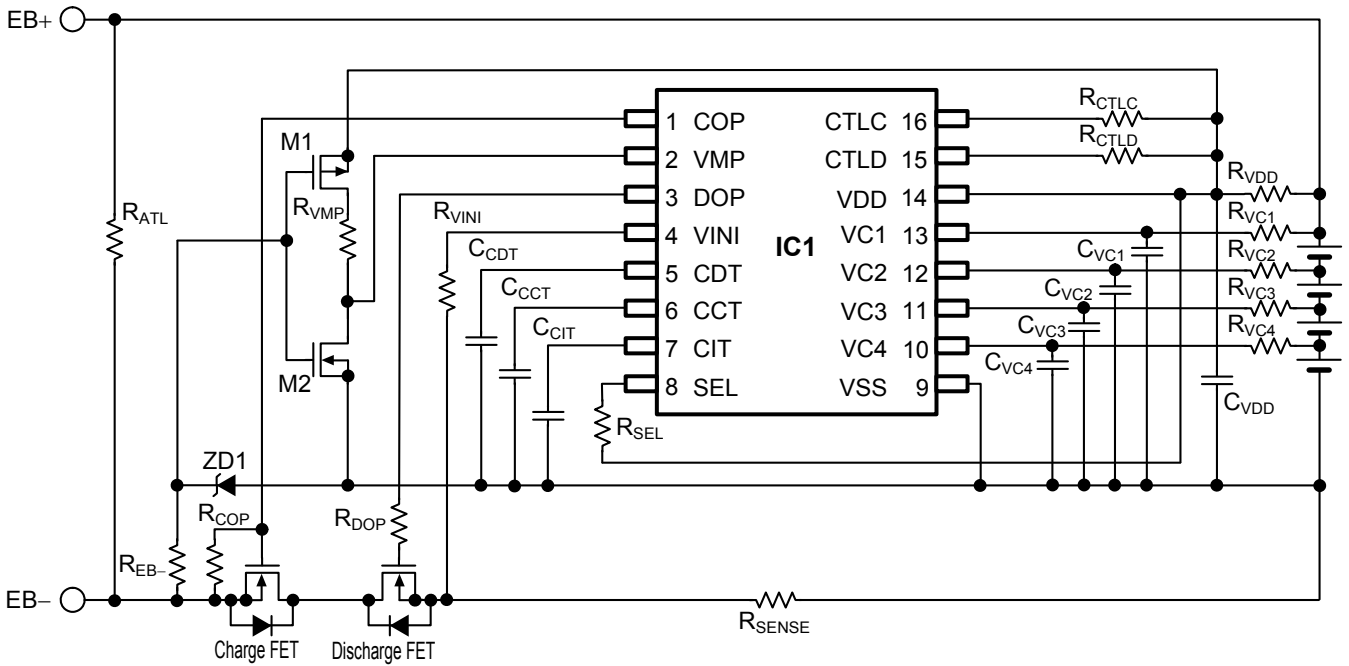 EB+
RCTLC
M1
1 COP CTLC 16
RCTLD
2 VMP CTLD 15
RVDD
RATL
RVMP
RVINI
3 DOP VDD 14
RVC1
CCDT
4 VINI IC1 VC1 13
CVC1
RVC2
CCCT
5 CDT VC2 12
CVC2
RVC3
CCIT
6 CCT VC3 11
CVC3
RVC4
M2
7 CIT VC4 10
CVC4
RSEL
8 SEL VSS 9
CVDD
ZD1
RCOP
RDOP
REB−
EB−
RSENSE
Charge FET Discharge FET